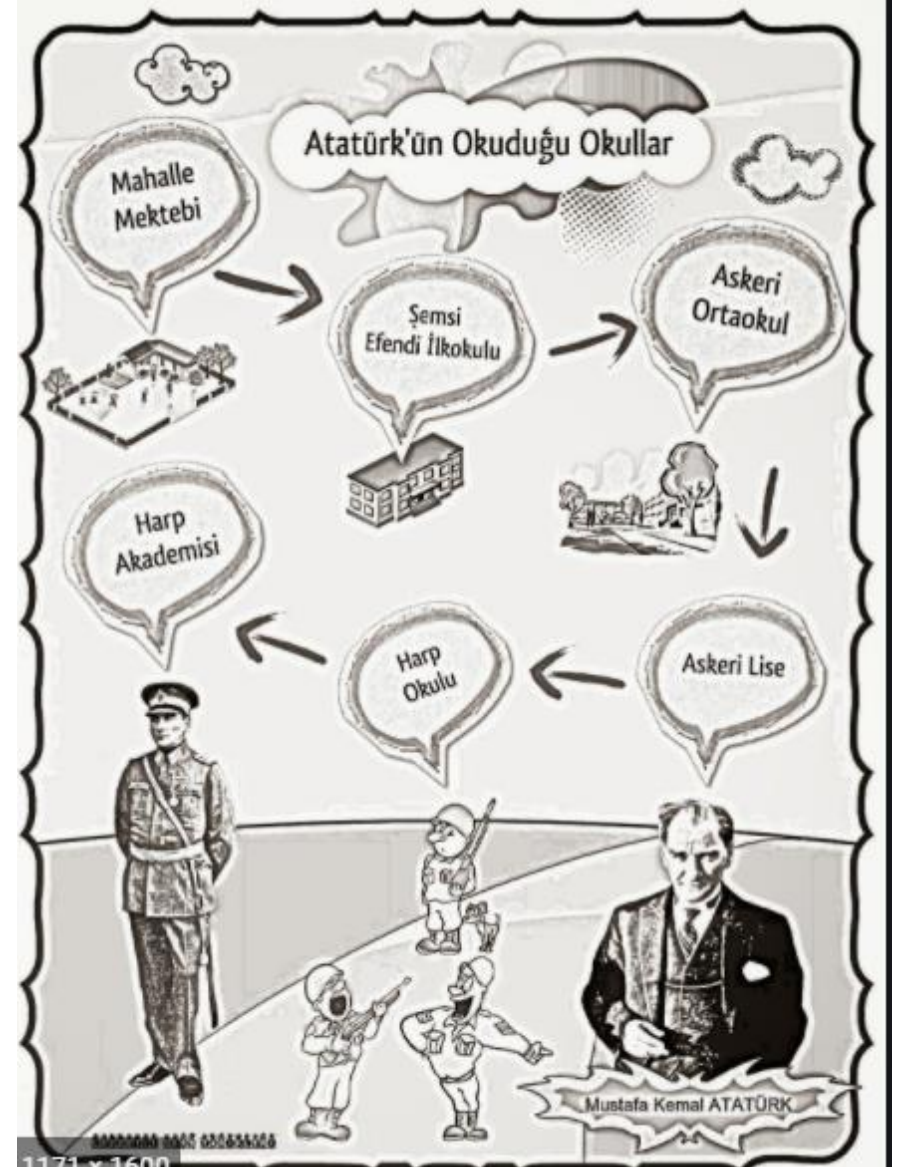 Atatürk'ün Okuduğu Okullar
Mahalle
Mektebi
Şemsi
Efendi İlkokulu
Askeri
Ortaokul
Askeri Lise
Harp
Okulu
Harp
Akademisi
Mustafa Kemal ATATÜRK
1171 x 1600